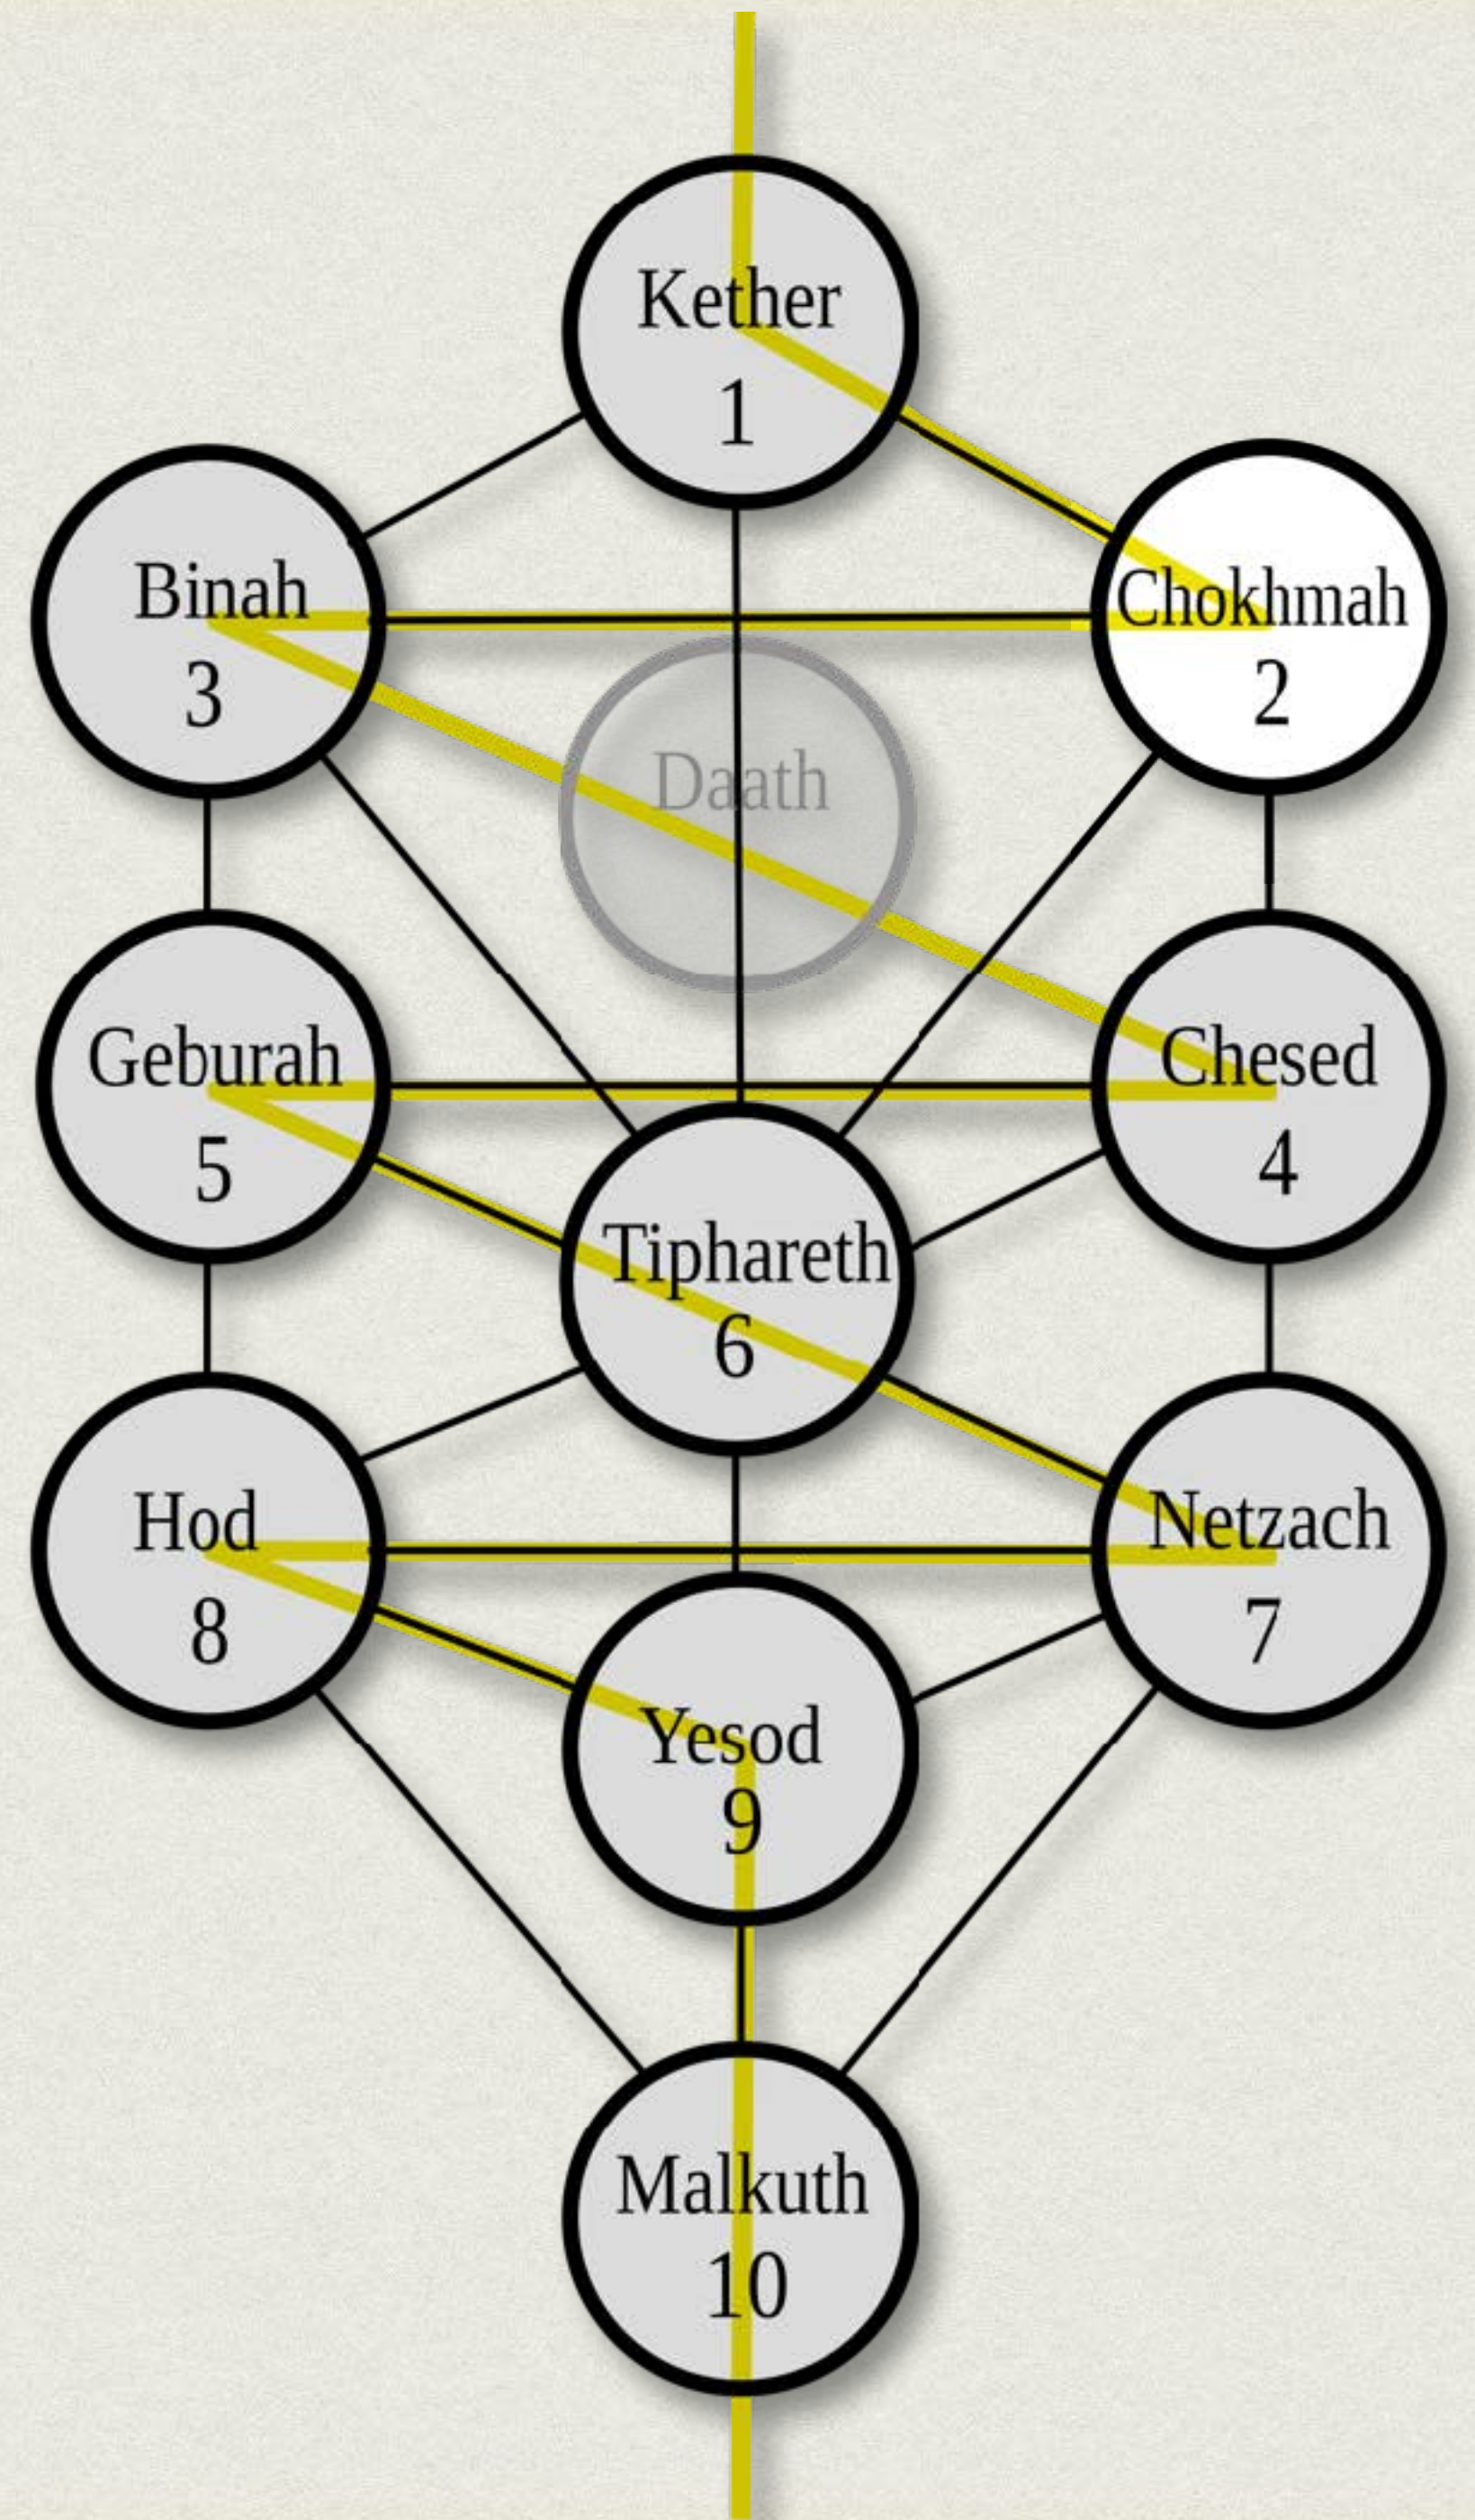 Kether
1
Binah
3
Chokhmah
2
Daath
Geburah
5
Chesed
4
Tiphareth
6
Hod
8
Netzach
7
Yesod
9
Malkuth
10